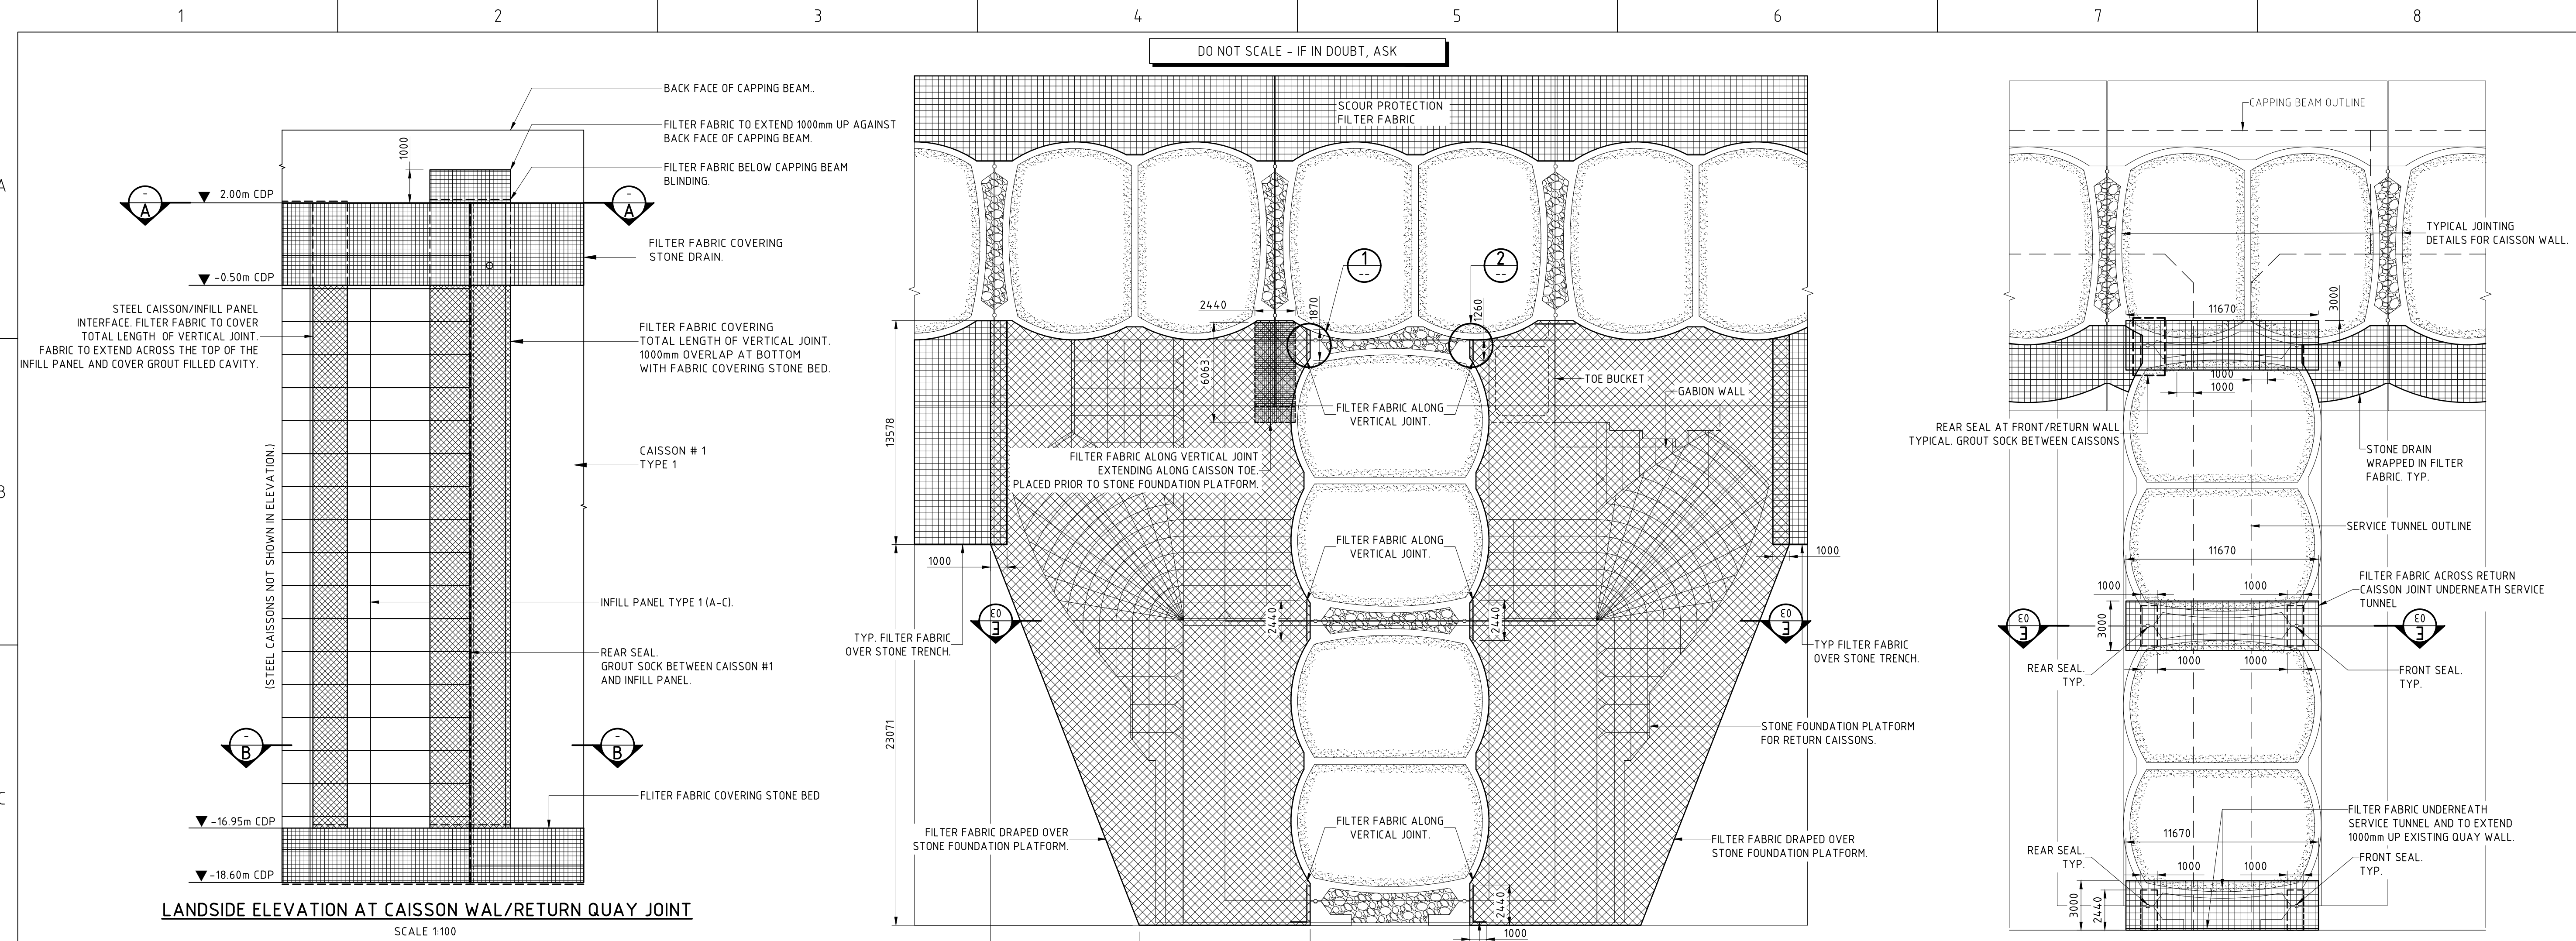 1
2
3
4
5
6
7
8
DO NOT SCALE - IF IN DOUBT, ASK
A
B
C
BACK FACE OF CAPPING BEAM..
FILTER FABRIC TO EXTEND 1000mm UP AGAINST
BACK FACE OF CAPPING BEAM.
FILTER FABRIC BELOW CAPPING BEAM
BLINDING.
1000
2.00m CDP
-
A
-
A
FILTER FABRIC COVERING
STONE DRAIN.
-0.50m CDP
STEEL CAISSON/INFILL PANEL
INTERFACE. FILTER FABRIC TO COVER
TOTAL LENGTH OF VERTICAL JOINT.
FABRIC TO EXTEND ACROSS THE TOP OF THE
INFILL PANEL AND COVER GROUT FILLED CAVITY.
FILTER FABRIC COVERING
TOTAL LENGTH OF VERTICAL JOINT.
1000mm OVERLAP AT BOTTOM
WITH FABRIC COVERING STONE BED.
(STEEL CAISSONS NOT SHOWN IN ELEVATION.)
CAISSON # 1
TYPE 1
INFILL PANEL TYPE 1 (A-C).
REAR SEAL.
GROUT SOCK BETWEEN CAISSON #1
AND INFILL PANEL.
-
B
-
B
FLITER FABRIC COVERING STONE BED
-16.95m CDP
-18.60m CDP
LANDSIDE ELEVATION AT CAISSON WAL/RETURN QUAY JOINT
SCALE 1:100
SCOUR PROTECTION
FILTER FABRIC
1
--
2
--
2440
1870
1260
6063
13578
23071
TOE BUCKET
GABION WALL
FILTER FABRIC ALONG
VERTICAL JOINT.
FILTER FABRIC ALONG VERTICAL JOINT
EXTENDING ALONG CAISSON TOE.
PLACED PRIOR TO STONE FOUNDATION PLATFORM.
FILTER FABRIC ALONG
VERTICAL JOINT.
1000
1000
03
E
03
E
2440
2440
TYP. FILTER FABRIC
OVER STONE TRENCH.
TYP FILTER FABRIC
OVER STONE TRENCH.
STONE FOUNDATION PLATFORM
FOR RETURN CAISSONS.
FILTER FABRIC ALONG
VERTICAL JOINT.
FILTER FABRIC DRAPED OVER
STONE FOUNDATION PLATFORM.
FILTER FABRIC DRAPED OVER
STONE FOUNDATION PLATFORM.
2440
1000
CAPPING BEAM OUTLINE
TYPICAL JOINTING
DETAILS FOR CAISSON WALL.
11670
3000
1000
1000
REAR SEAL AT FRONT/RETURN WALL
TYPICAL. GROUT SOCK BETWEEN CAISSONS
STONE DRAIN
WRAPPED IN FILTER
FABRIC. TYP.
SERVICE TUNNEL OUTLINE
11670
FILTER FABRIC ACROSS RETURN
CAISSON JOINT UNDERNEATH SERVICE
TUNNEL
1000
1000
3000
03
E
03
E
1000
1000
REAR SEAL.
TYP.
FRONT SEAL.
TYP.
FILTER FABRIC UNDERNEATH
SERVICE TUNNEL AND TO EXTEND
1000mm UP EXISTING QUAY WALL.
11670
REAR SEAL.
TYP.
FRONT SEAL.
TYP.
1000
1000
3000
2440